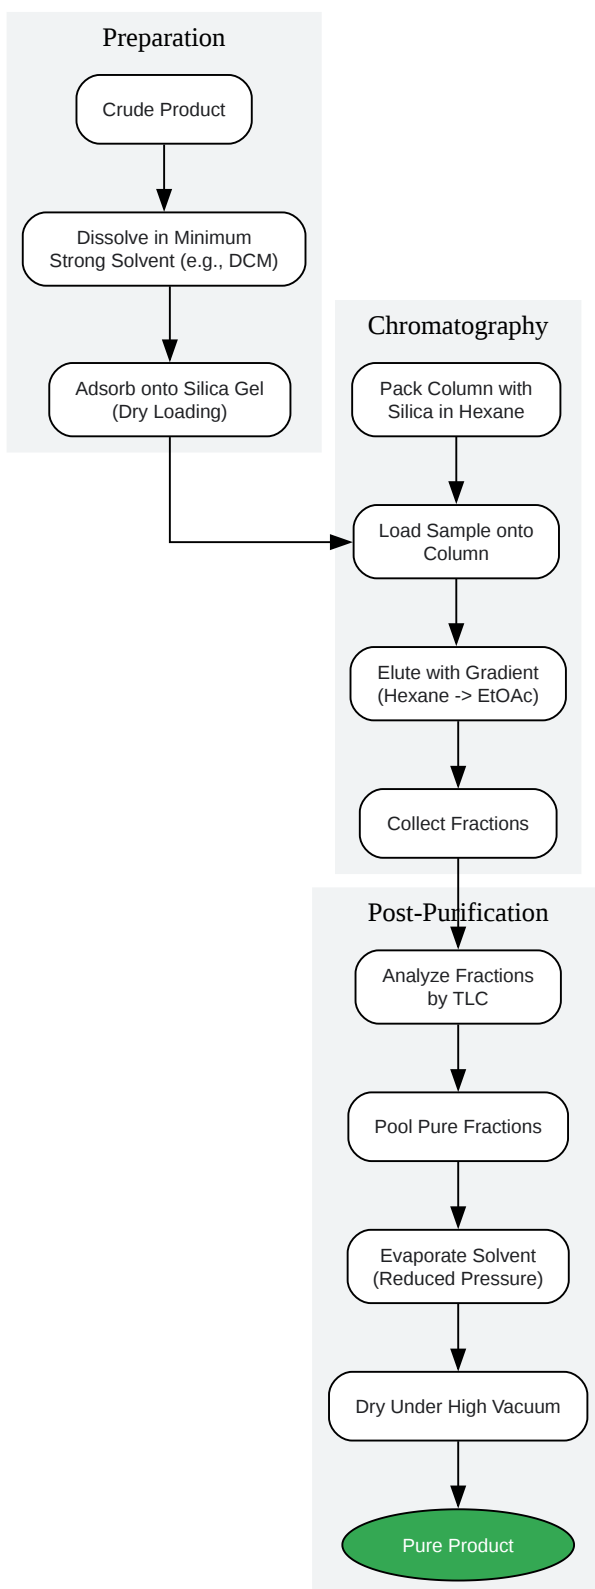 Preparation
Crude Product
Dissolve in Minimum
Strong Solvent (e.g., DCM)
Adsorb onto Silica Gel
(Dry Loading)
Chromatography
Pack Column with
Silica in Hexane
Load Sample onto
Column
Elute with Gradient
(Hexane -> EtOAc)
Collect Fractions
Post-Purification
Analyze Fractions
by TLC
Pool Pure Fractions
Evaporate Solvent
(Reduced Pressure)
Dry Under High Vacuum
Pure Product